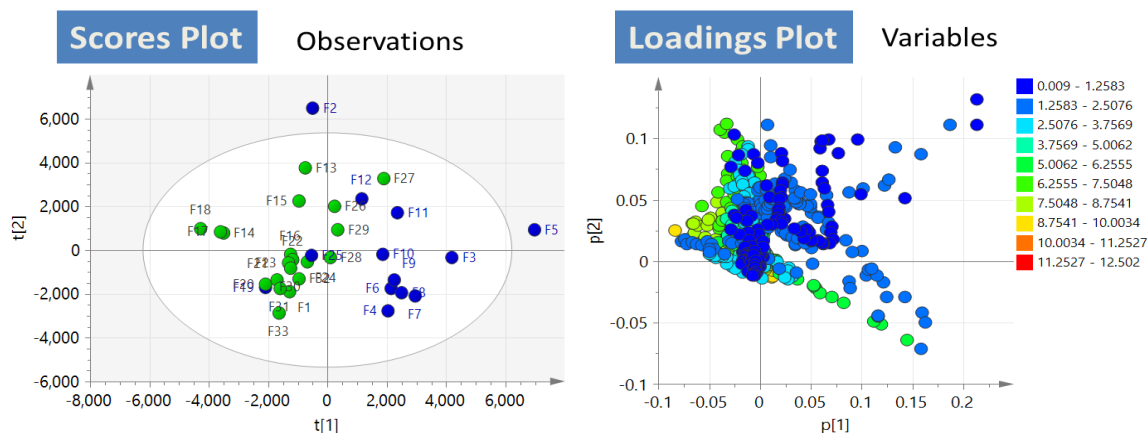 Scores Plot
Observations
Loadings Plot
Variables
6,000
4,000
2,000
0
-2,000
-4,000
-6,000
t[2]
-8,000
-6,000
-4,000
-2,000
0
2,000
4,000
6,000
t[1]
F2
F13
F12
F27
F15
F26
F11
F18
F17
F14
F29
F5
F16
F22
F25
F28
F10
F3
F23
F21
F9
F24
F20
F19
F30
F6
F8
F31
F1
F4
F7
F33
0.1
0.05
0
-0.05
-0.1
p[2]
-0.1
-0.05
0
0.05
0.1
0.15
0.2
p[1]
0.009 - 1.2583
1.2583 - 2.5076
2.5076 - 3.7569
3.7569 - 5.0062
5.0062 - 6.2555
6.2555 - 7.5048
7.5048 - 8.7541
8.7541 - 10.0034
10.0034 - 11.2527
11.2527 - 12.502